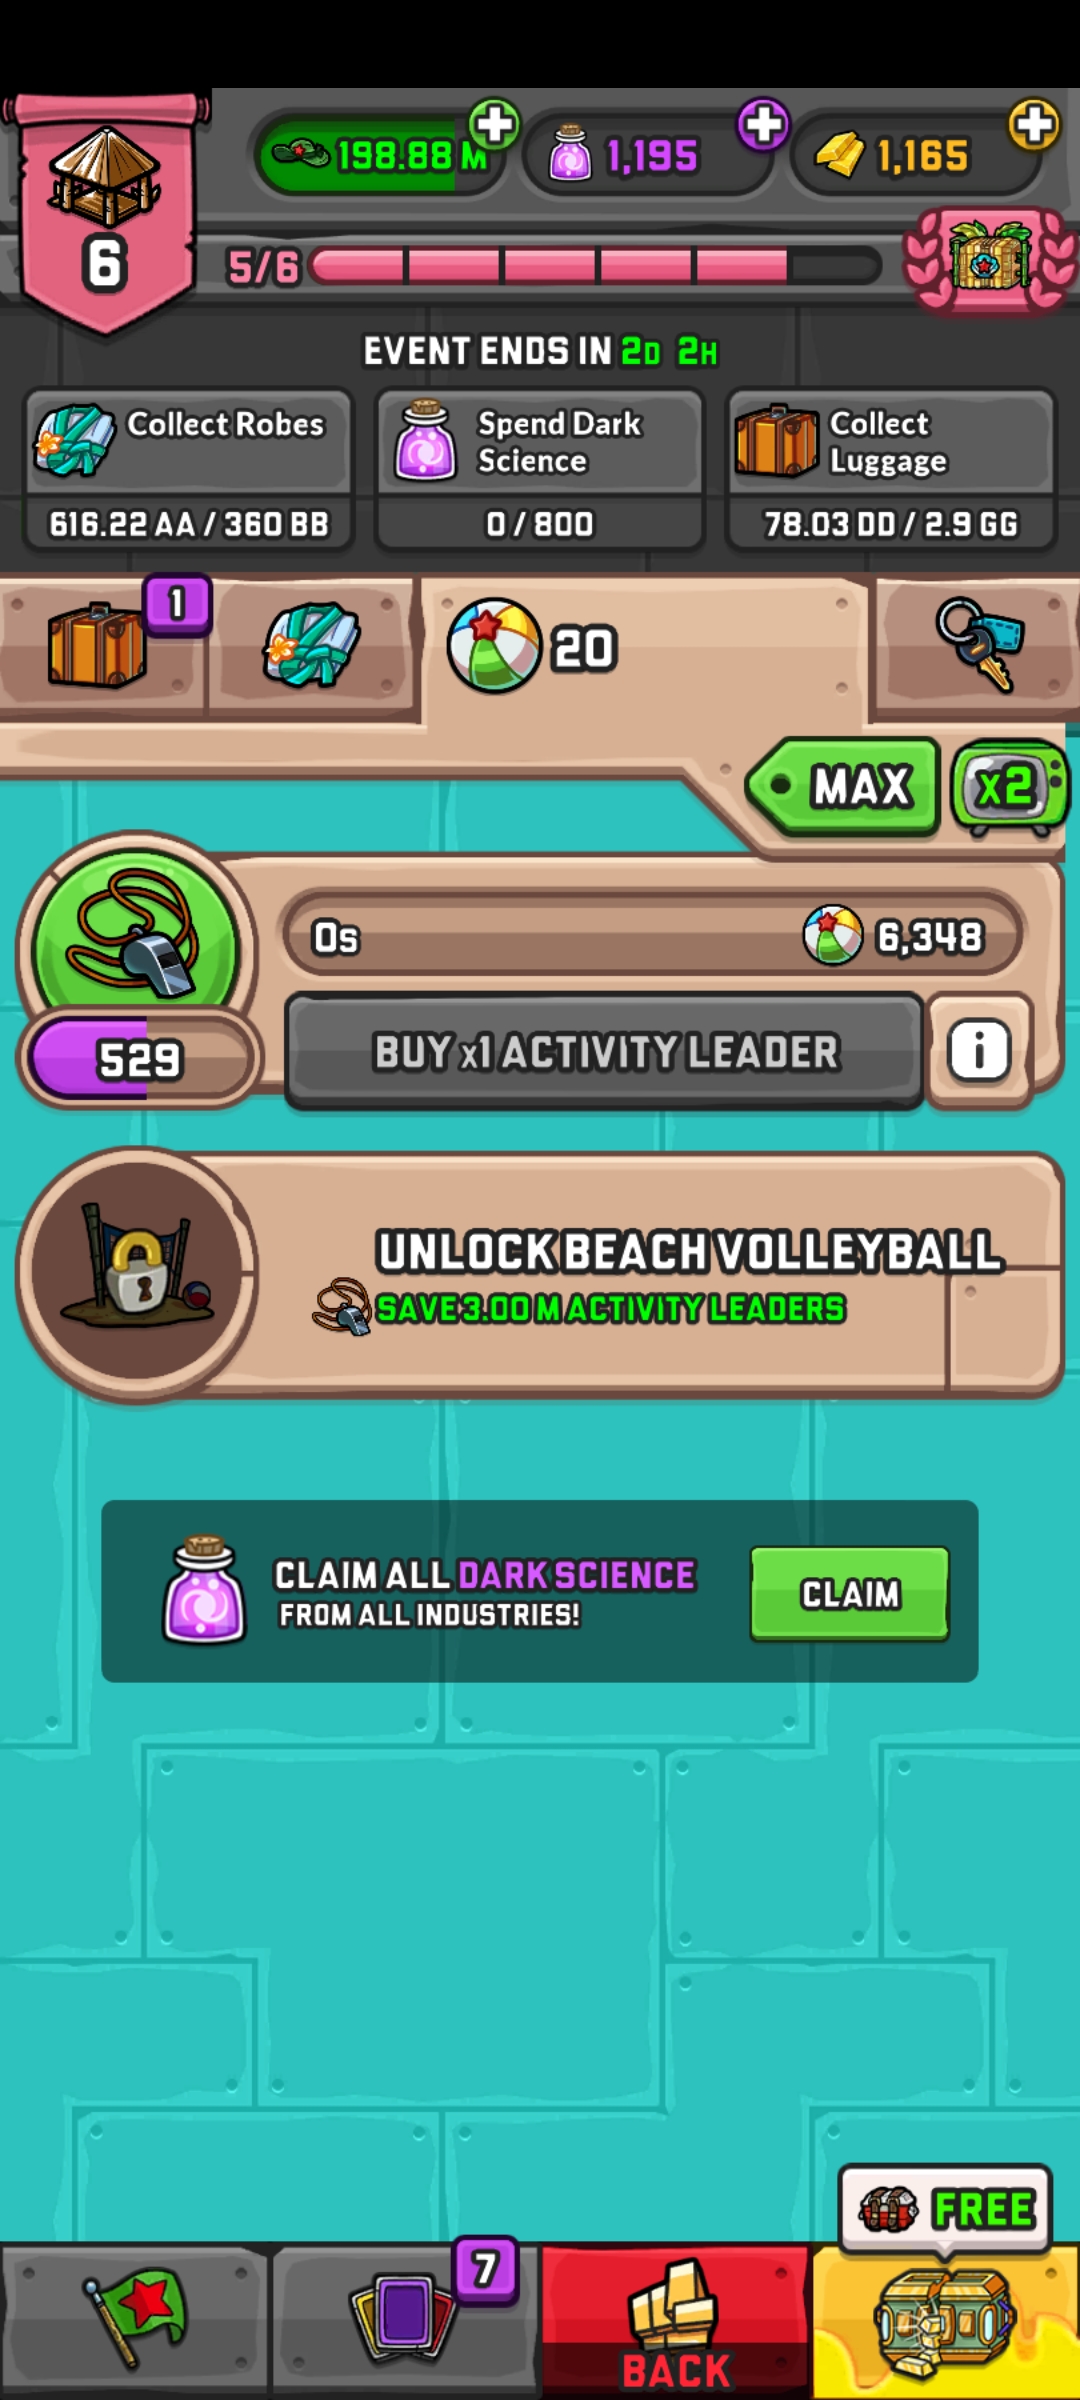 198.88 M
1,195
1,165
6
5/6
EVENT ENDS IN 2D 2H
Collect Robes
616.22 AA / 360 BB
Spend Dark
Science
0 / 800
Collect
Luggage
78.03 DD / 2.9 GG
1
20
MAX
x2
0s
6,348
529
BUY x1 ACTIVITY LEADER
i
UNLOCK BEACH VOLLEYBALL
SAVE 3.00 M ACTIVITY LEADERS
CLAIM ALL DARK SCIENCE
FROM ALL INDUSTRIES!
CLAIM
FREE
7
BACK